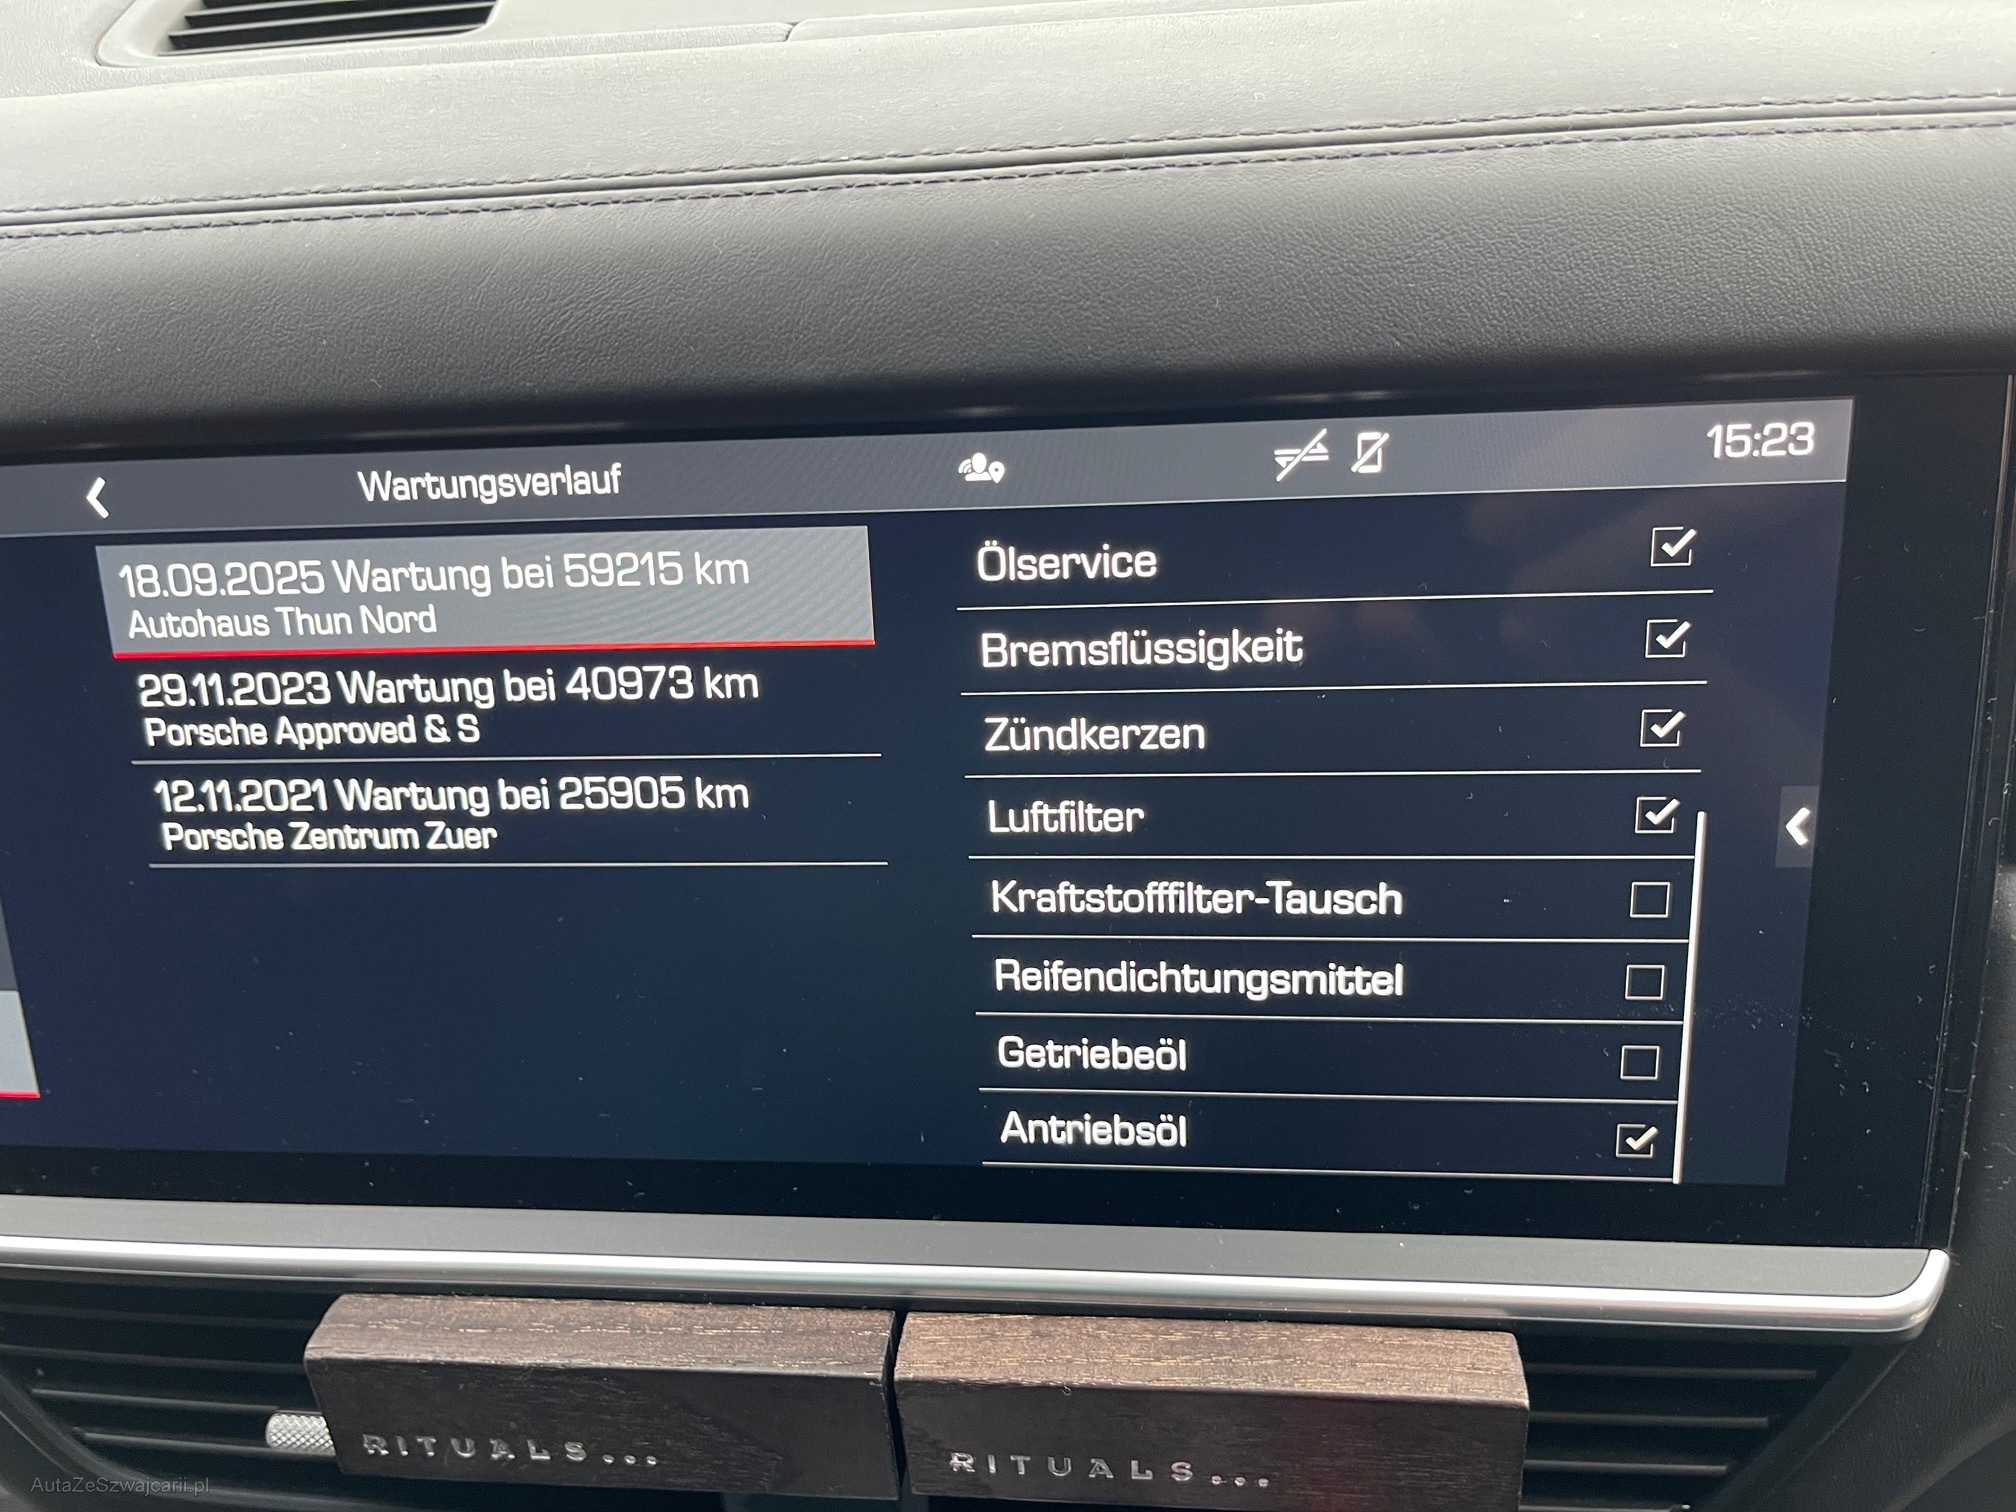 Wartungsverlauf
15:23
18.09.2025 Wartung bei 59215 km
Autohaus Thun Nord
29.11.2023 Wartung bei 40973 km
Porsche Approved & S
12.11.2021 Wartung bei 25905 km
Porsche Zentrum Zuer
Ölservice
Bremsflüssigkeit
Zündkerzen
Luftfilter
Kraftstofffilter-Tausch
Reifendichtungsmittel
Getriebeöl
Antriebsöl
RITUALS...
RITUALS...
AutaZeSzwajcarii.pl